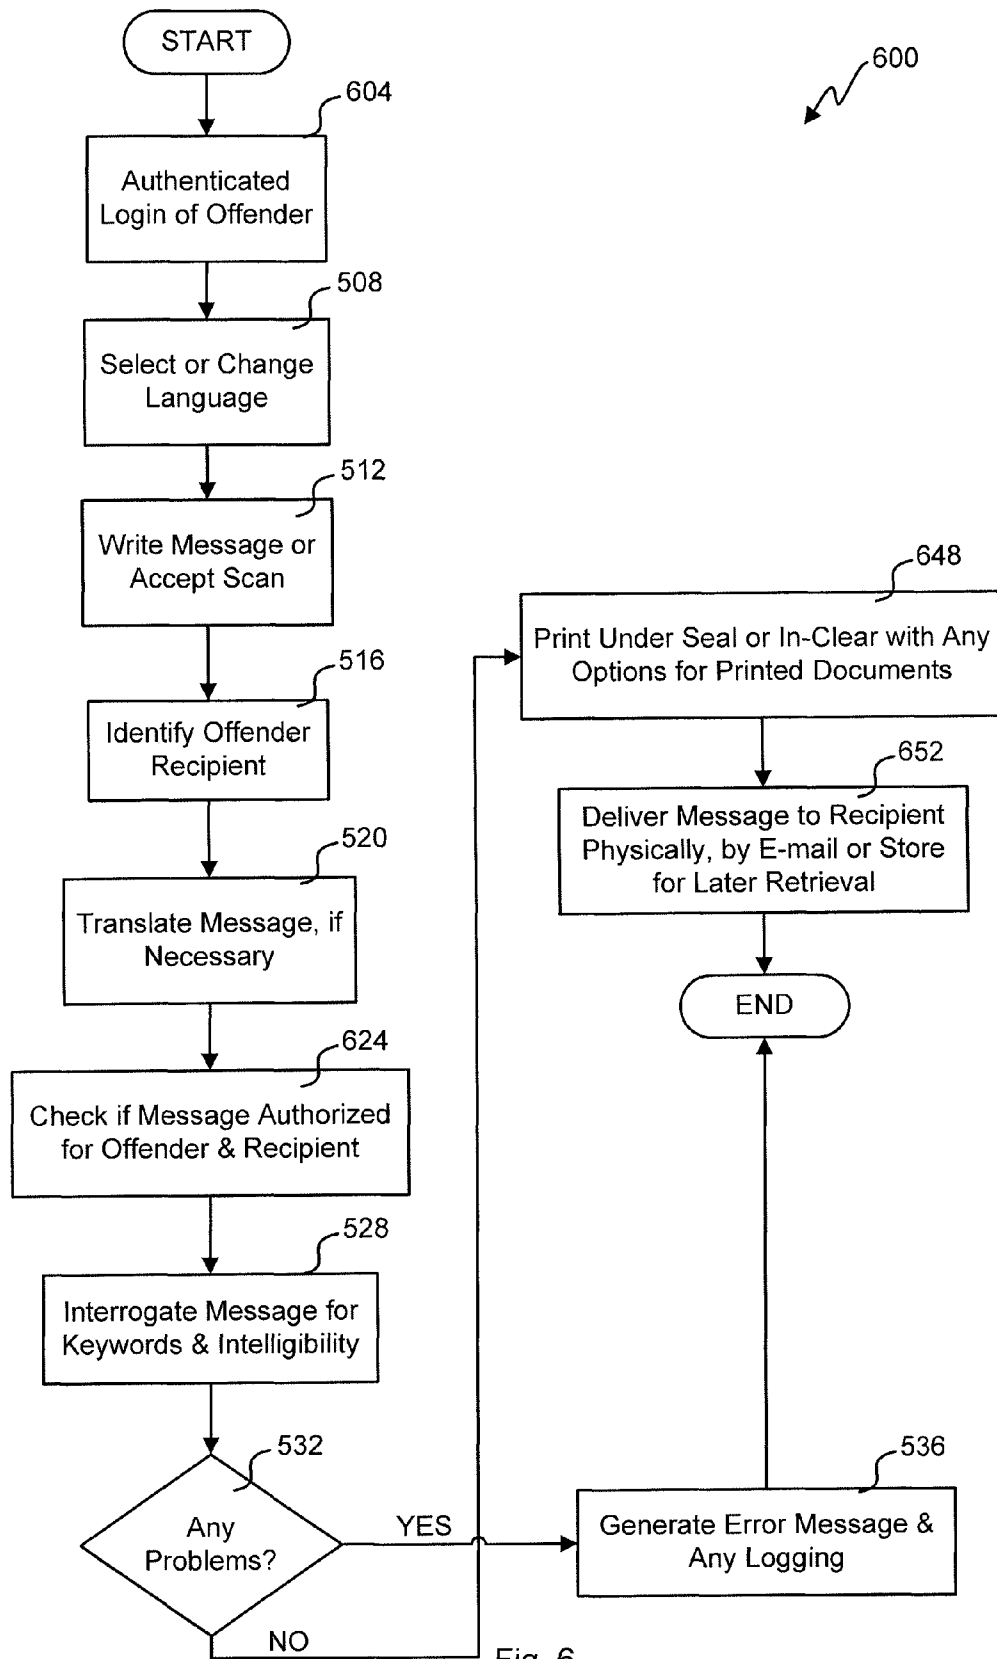 START
600
604
Authenticated
Login of Offender
508
Select or Change
Language
512
Write Message or
Accept Scan
516
Identify Offender
Recipient
520
Translate Message, if
Necessary
624
Check if Message Authorized
for Offender & Recipient
528
Interrogate Message for
Keywords & Intelligibility
532
Any
Problems?
YES
NO
536
Generate Error Message &
Any Logging
648
Print Under Seal or In-Clear with Any
Options for Printed Documents
652
Deliver Message to Recipient
Physically, by E-mail or Store
for Later Retrieval
END
Fig. 6